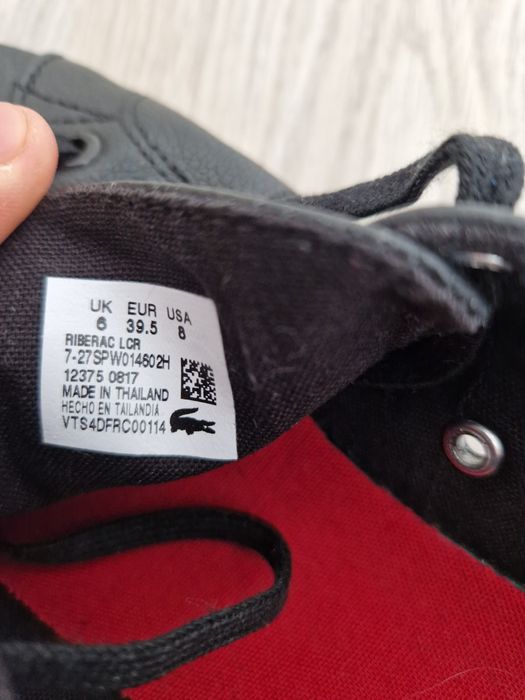 UK EUR USA
6 39.5 8
RIBERAC LCR
7-27SPW014602H
12375 0817
MADE IN THAILAND
HECHO EN TAILANDIA
VTS4DFRC00114